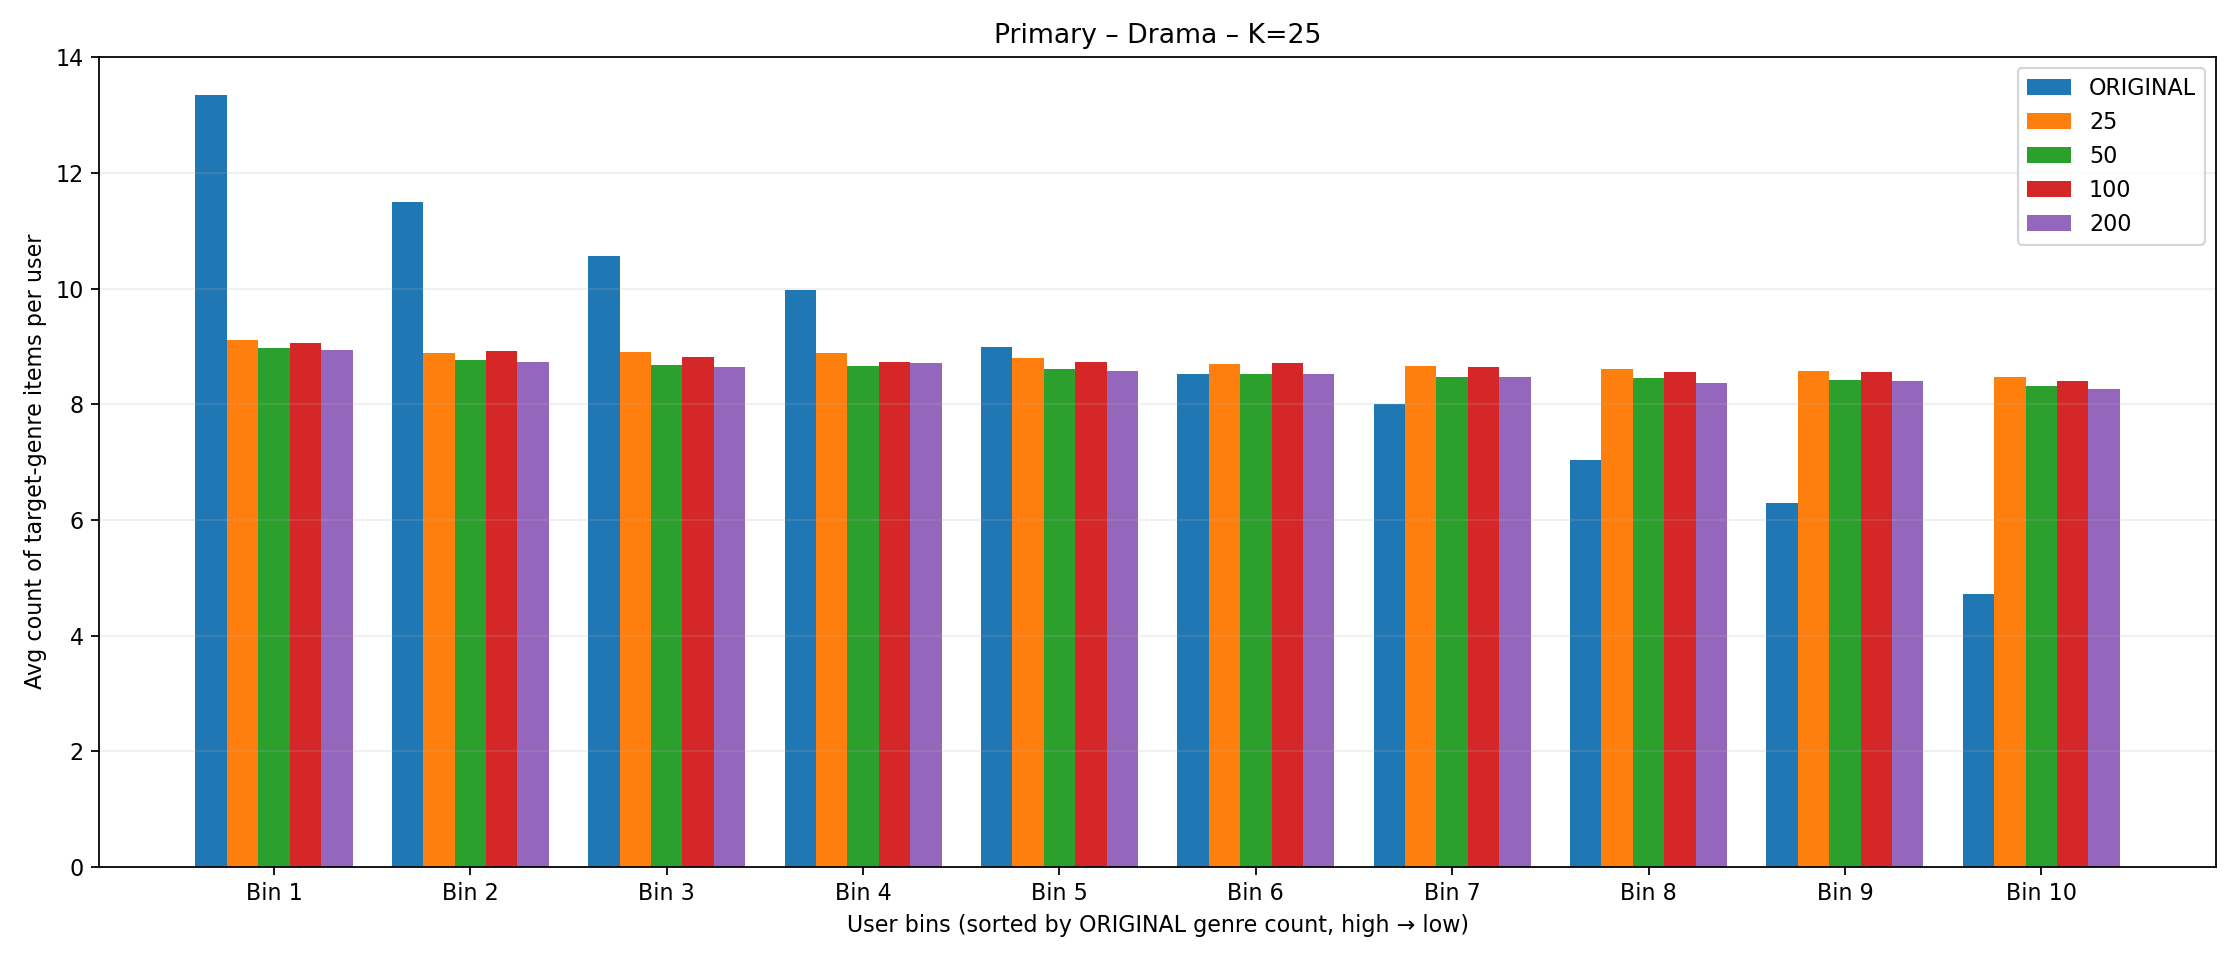 Primary – Drama – K=25
14
12
10
8
6
4
2
0
Avg count of target-genre items per user
ORIGINAL
25
50
100
200
Bin 1 Bin 2 Bin 3 Bin 4 Bin 5 Bin 6 Bin 7 Bin 8 Bin 9 Bin 10
User bins (sorted by ORIGINAL genre count, high → low)